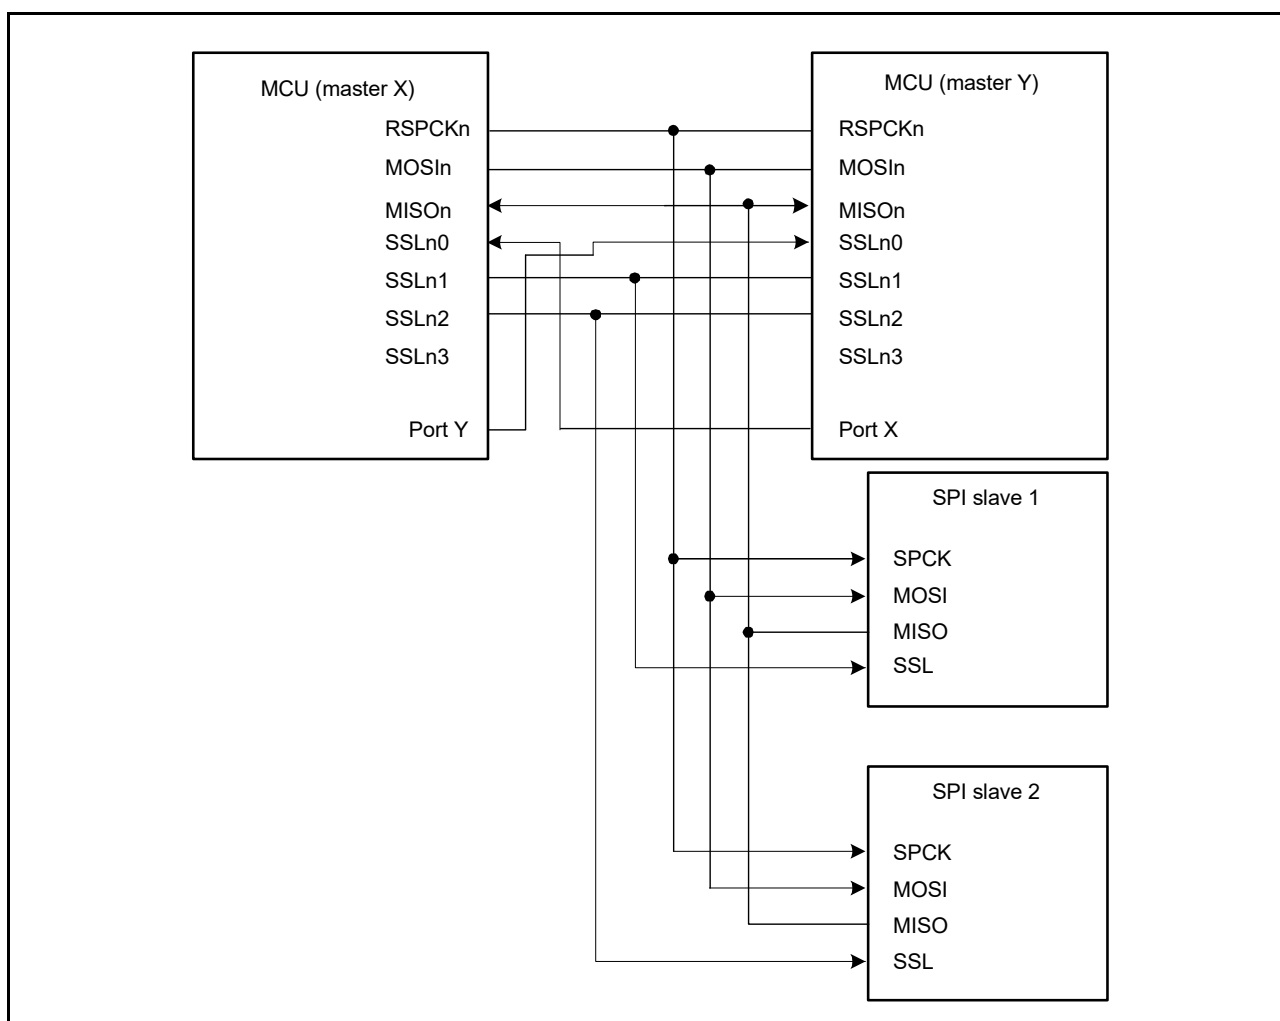 MCU (master X)
RSPCKn
MOSIn
MISOn
SSLn0
SSLn1
SSLn2
SSLn3
Port Y
MCU (master Y)
RSPCKn
MOSIn
MISOn
SSLn0
SSLn1
SSLn2
SSLn3
Port X
SPI slave 1
SPCK
MOSI
MISO
SSL
SPI slave 2
SPCK
MOSI
MISO
SSL